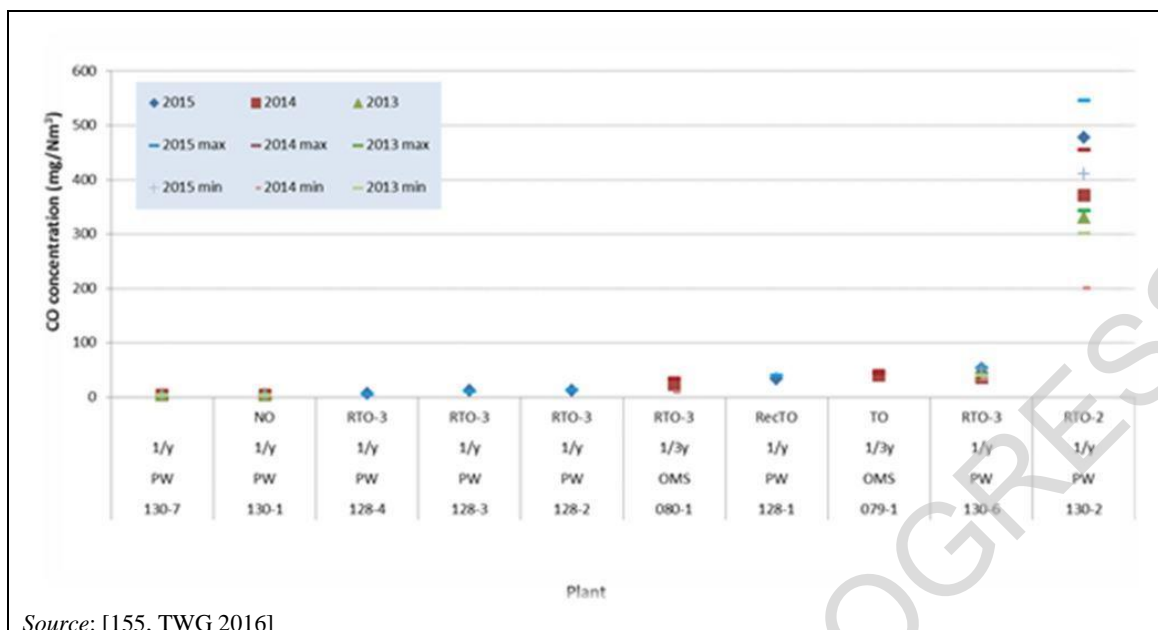 600
◆ 2015 ■ 2014 ▲ 2013
500
– 2015 max – 2014 max – 2013 max
400
+ 2015 min - 2014 min – 2013 min
300
200
100
0
CO concentration (mg/Nm³)
NO RTO-3 RTO-3 RTO-3 RTO-3 RecTO TO RTO-3 RTO-2
1/y 1/y 1/y 1/y 1/y 1/3y 1/y 1/3y 1/y 1/y
PW PW PW PW PW OMS PW OMS PW PW
130-7 130-1 128-4 128-3 128-2 080-1 128-1 079-1 130-6 130-2
Plant
Source: [155, TWG 2016]
OGRESS